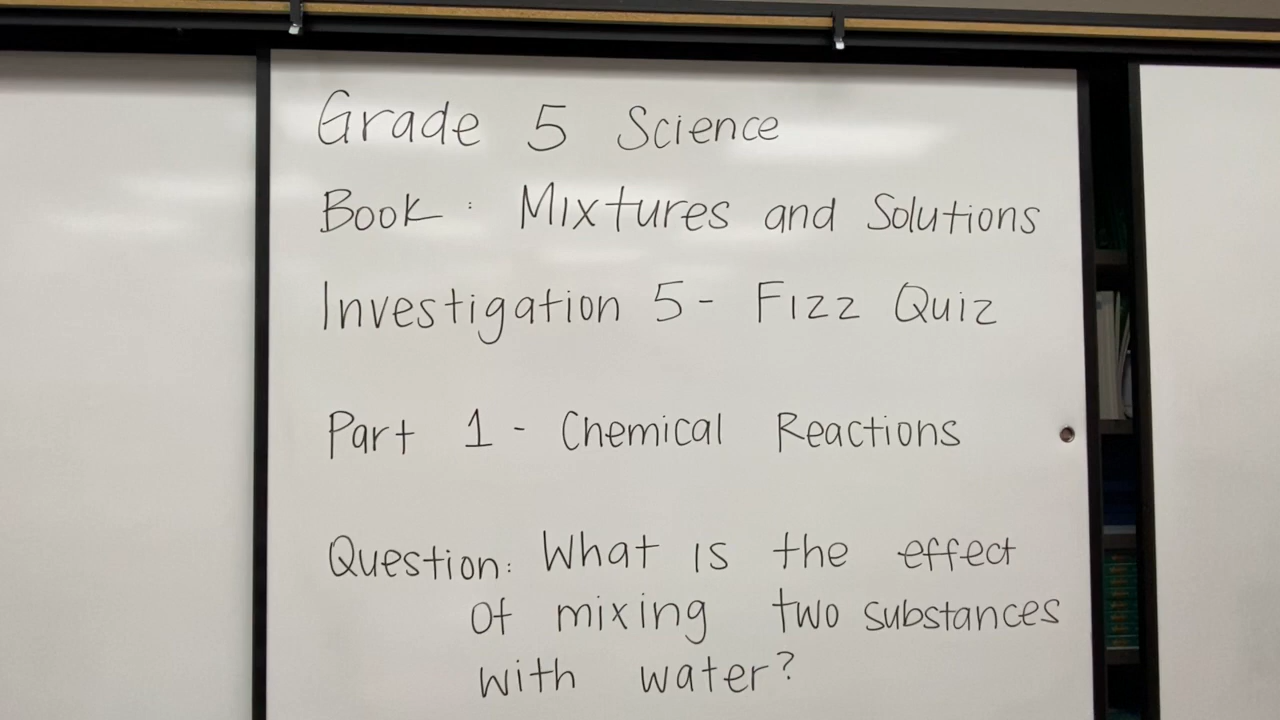 Grade 5 Science
Book: Mixtures and Solutions
Investigation 5- Fizz Quiz
Part 1 - Chemical Reactions
Question: What is the effect
of mixing two substances
with water?